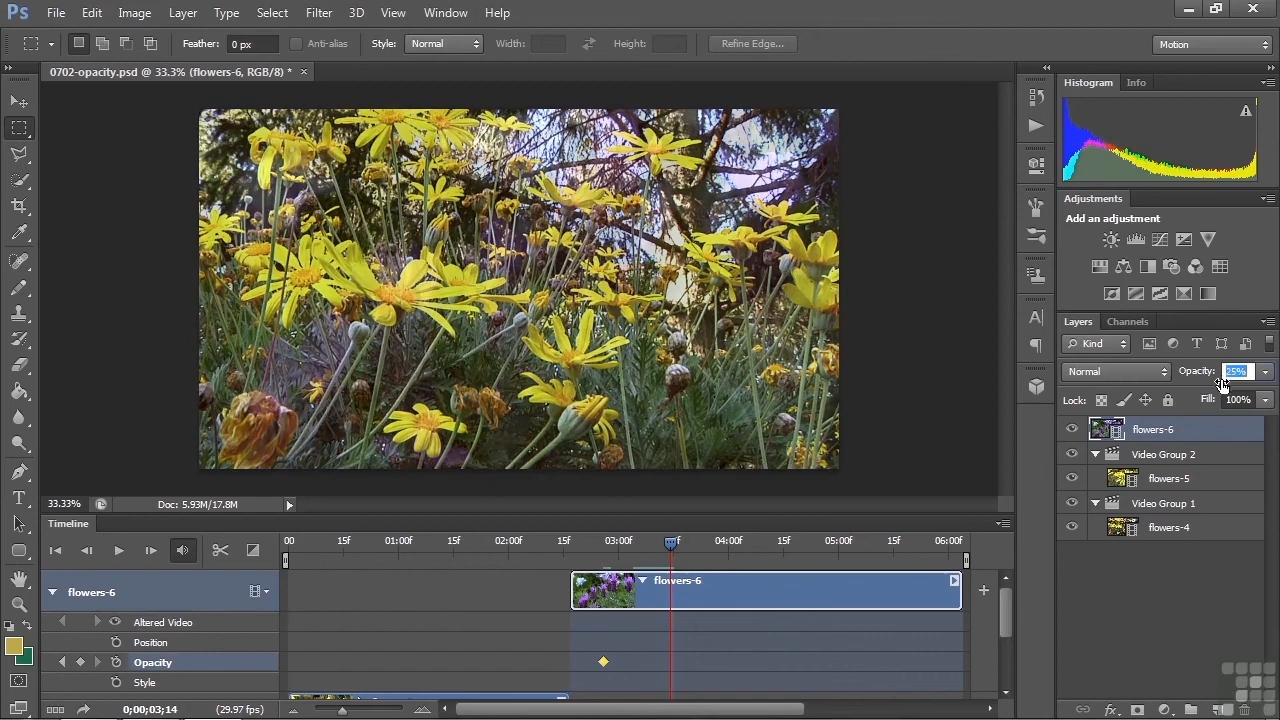 Ps File Edit Image Layer Type Select Filter 3D View Window Help
Feather: 0 px Anti-alias Style: Normal Width: Height: Refine Edge... Motion
0702-opacity.psd @ 33.3% (flowers-6, RGB/8) * ×
Histogram Info
Adjustments
Add an adjustment
Layers Channels
Kind
Normal Opacity: 25%
Lock: Fill: 100%
flowers-6
Video Group 2
flowers-5
Video Group 1
flowers-4
33.33% Doc: 5.93M/17.8M
Timeline
00 15f 01:00f 15f 02:00f 15f 03:00f f 04:00f 15f 05:00f 15f 06:00f
flowers-6 flowers-6
Altered Video
Position
Opacity
Style
0;00;03;14 (29.97 fps)